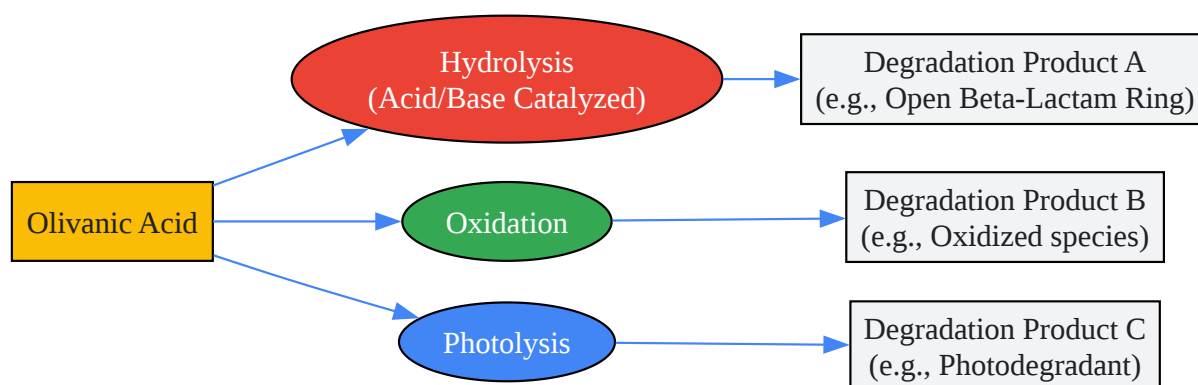 Olivanic Acid
Hydrolysis
(Acid/Base Catalyzed)
Degradation Product A
(e.g., Open Beta-Lactam Ring)
Oxidation
Degradation Product B
(e.g., Oxidized species)
Photolysis
Degradation Product C
(e.g., Photodegradant)